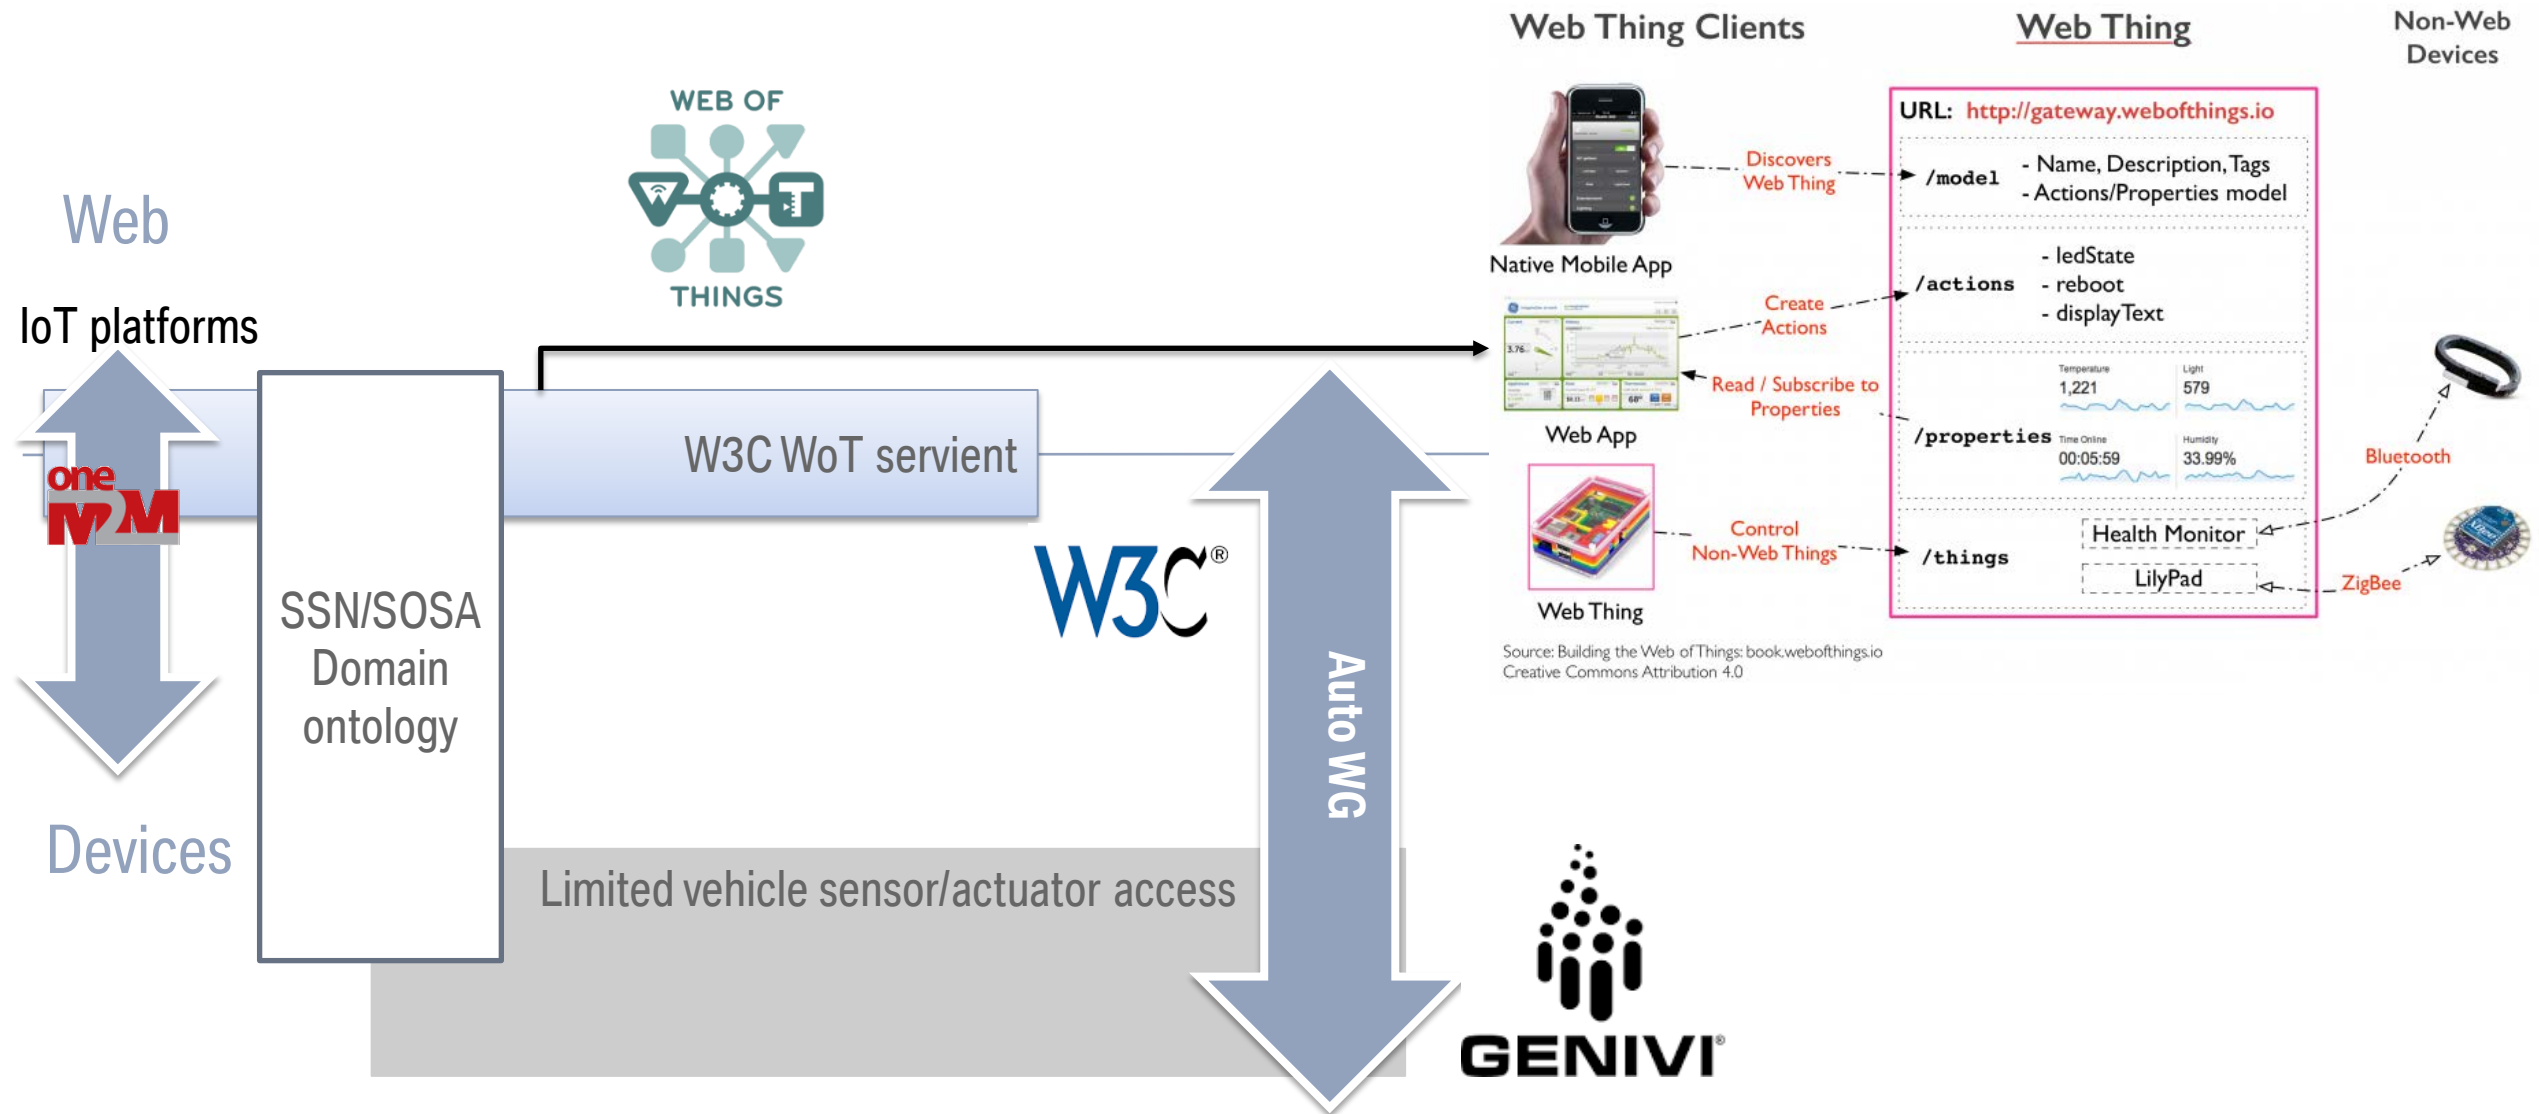 Web Thing Clients
Web Thing
Non-Web
Devices
WEB OF
THINGS
Web
IoT platforms
one
M2M
W3C WoT servient
SSN/SOSA
Domain
ontology
W3C®
Auto WG
Devices
Limited vehicle sensor/actuator access
GENIVI®
Native Mobile App
Discovers
Web Thing
Create
Actions
Read / Subscribe to
Properties
3.76
68°
Web App
Control
Non-Web Things
Web Thing
URL: http://gateway.webofthings.io
/model
- Name, Description, Tags
- Actions/Properties model
/actions
- ledState
- reboot
- displayText
/properties
Temperature
1,221
Light
579
Time Online
00:05:59
Humidity
33.99%
/things
Health Monitor
LilyPad
Bluetooth
ZigBee
Source: Building the Web of Things: book.webofthings.io
Creative Commons Attribution 4.0